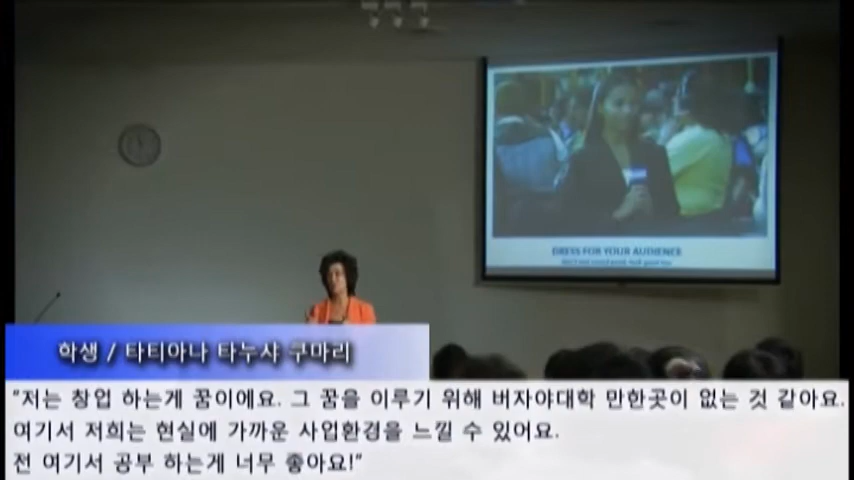 DRESS FOR YOUR AUDIENCE
학생 / 타티아나 타누샤 쿠마리
"저는 창업 하는게 꿈이에요. 그 꿈을 이루기 위해 버자야대학 만한곳이 없는 것 같아요.
여기서 저희는 현실에 가까운 사업환경을 느낄 수 있어요.
전 여기서 공부 하는게 너무 좋아요!"